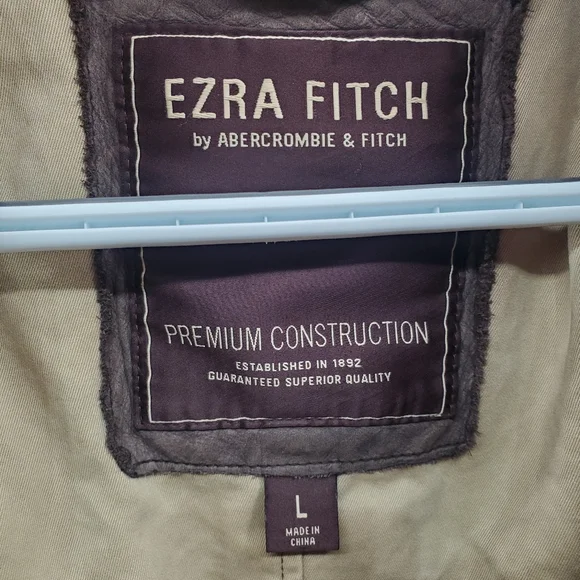 EZRA FITCH
by ABERCROMBIE & FITCH
PREMIUM CONSTRUCTION
ESTABLISHED IN 1892
GUARANTEED SUPERIOR QUALITY
L
MADE IN
CHINA